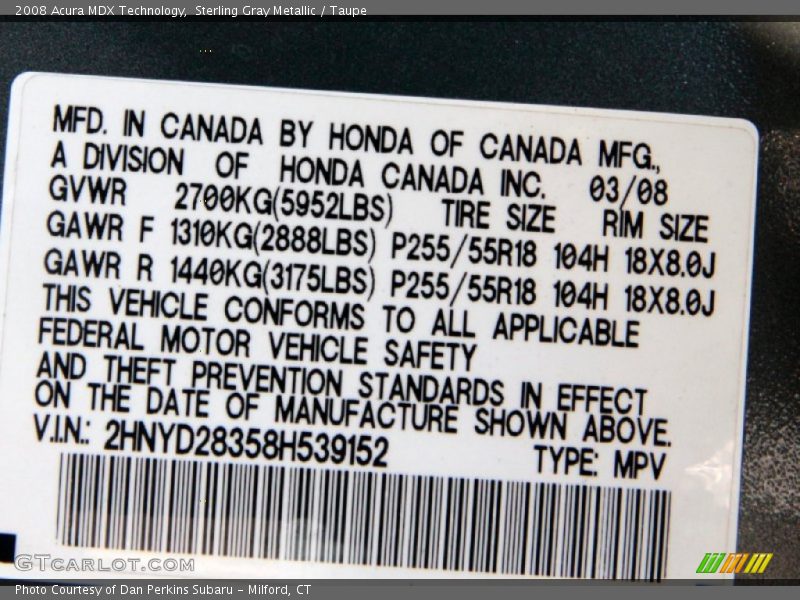 2008 Acura MDX Technology, Sterling Gray Metallic / Taupe
MFD. IN CANADA BY HONDA OF CANADA MFG.,
A DIVISION OF HONDA CANADA INC. 03/08
GVWR 2700KG(5952LBS) TIRE SIZE RIM SIZE
GAWR F 1310KG(2888LBS) P255/55R18 104H 18X8.0J
GAWR R 1440KG(3175LBS) P255/55R18 104H 18X8.0J
THIS VEHICLE CONFORMS TO ALL APPLICABLE
FEDERAL MOTOR VEHICLE SAFETY
AND THEFT PREVENTION STANDARDS IN EFFECT
ON THE DATE OF MANUFACTURE SHOWN ABOVE.
V.I.N.: 2HNYD28358H539152 TYPE: MPV
GTCARLOT.COM
Photo Courtesy of Dan Perkins Subaru - Milford, CT